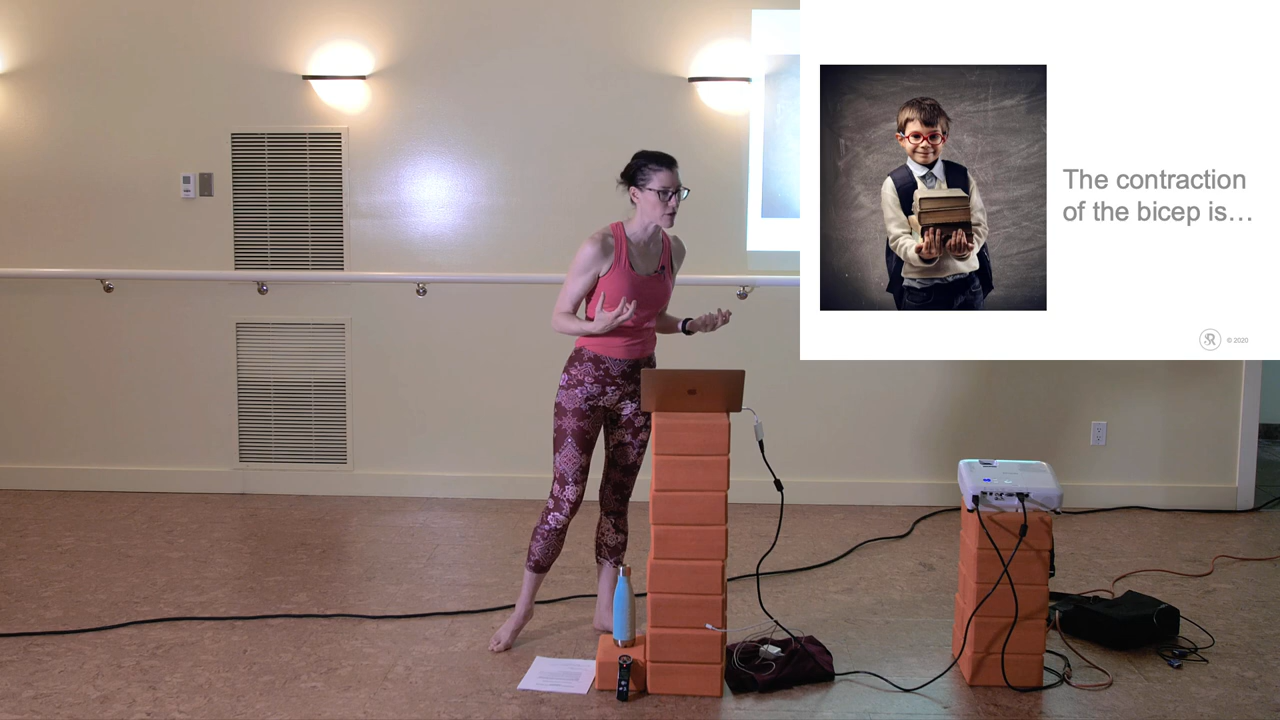 The contraction
of the bicep is…
© 2020